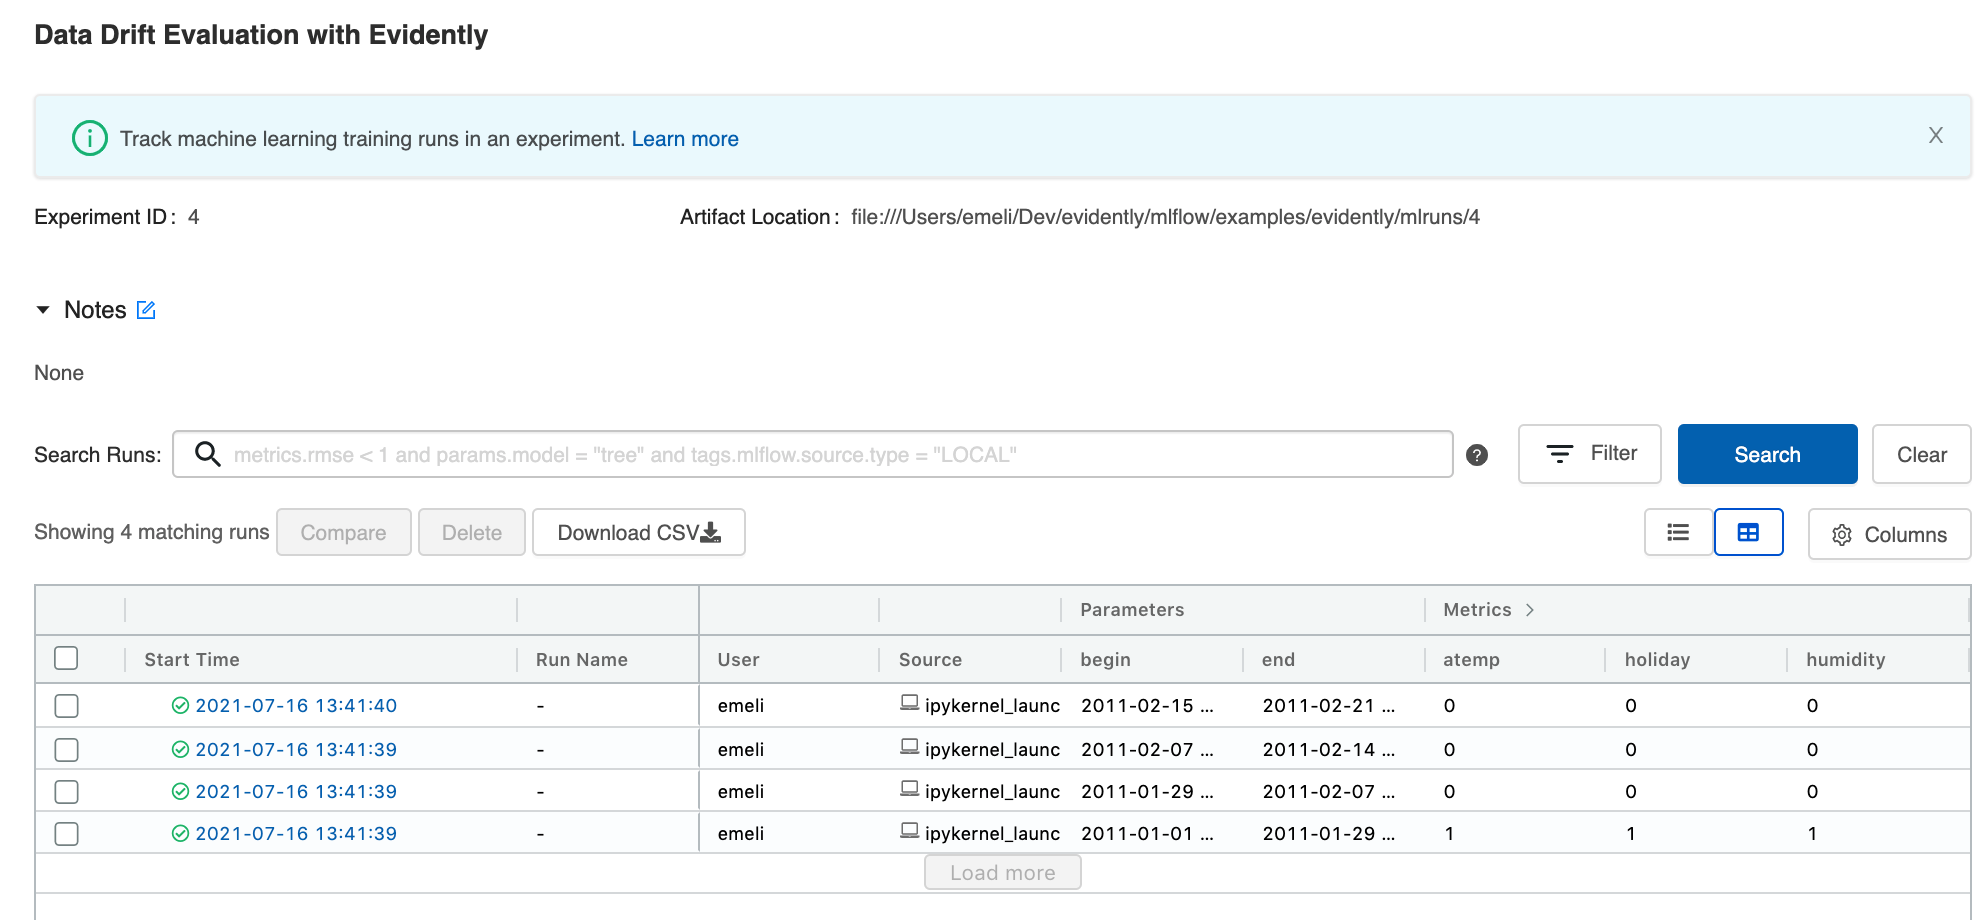 Data Drift Evaluation with Evidently
Track machine learning training runs in an experiment. Learn more
X
Experiment ID: 4 Artifact Location: file:///Users/emeli/Dev/evidently/mlflow/examples/evidently/mlruns/4
Notes
None
Search Runs: metrics.rmse < 1 and params.model = "tree" and tags.mlflow.source.type = "LOCAL" ? Filter Search Clear
Showing 4 matching runs Compare Delete Download CSV Columns
Parameters Metrics >
Start Time Run Name User Source begin end atemp holiday humidity
2021-07-16 13:41:40 - emeli ipykernel_launc 2011-02-15 ... 2011-02-21 ... 0 0 0
2021-07-16 13:41:39 - emeli ipykernel_launc 2011-02-07 ... 2011-02-14 ... 0 0 0
2021-07-16 13:41:39 - emeli ipykernel_launc 2011-01-29 ... 2011-02-07 ... 0 0 0
2021-07-16 13:41:39 - emeli ipykernel_launc 2011-01-01 ... 2011-01-29 ... 1 1 1
Load more